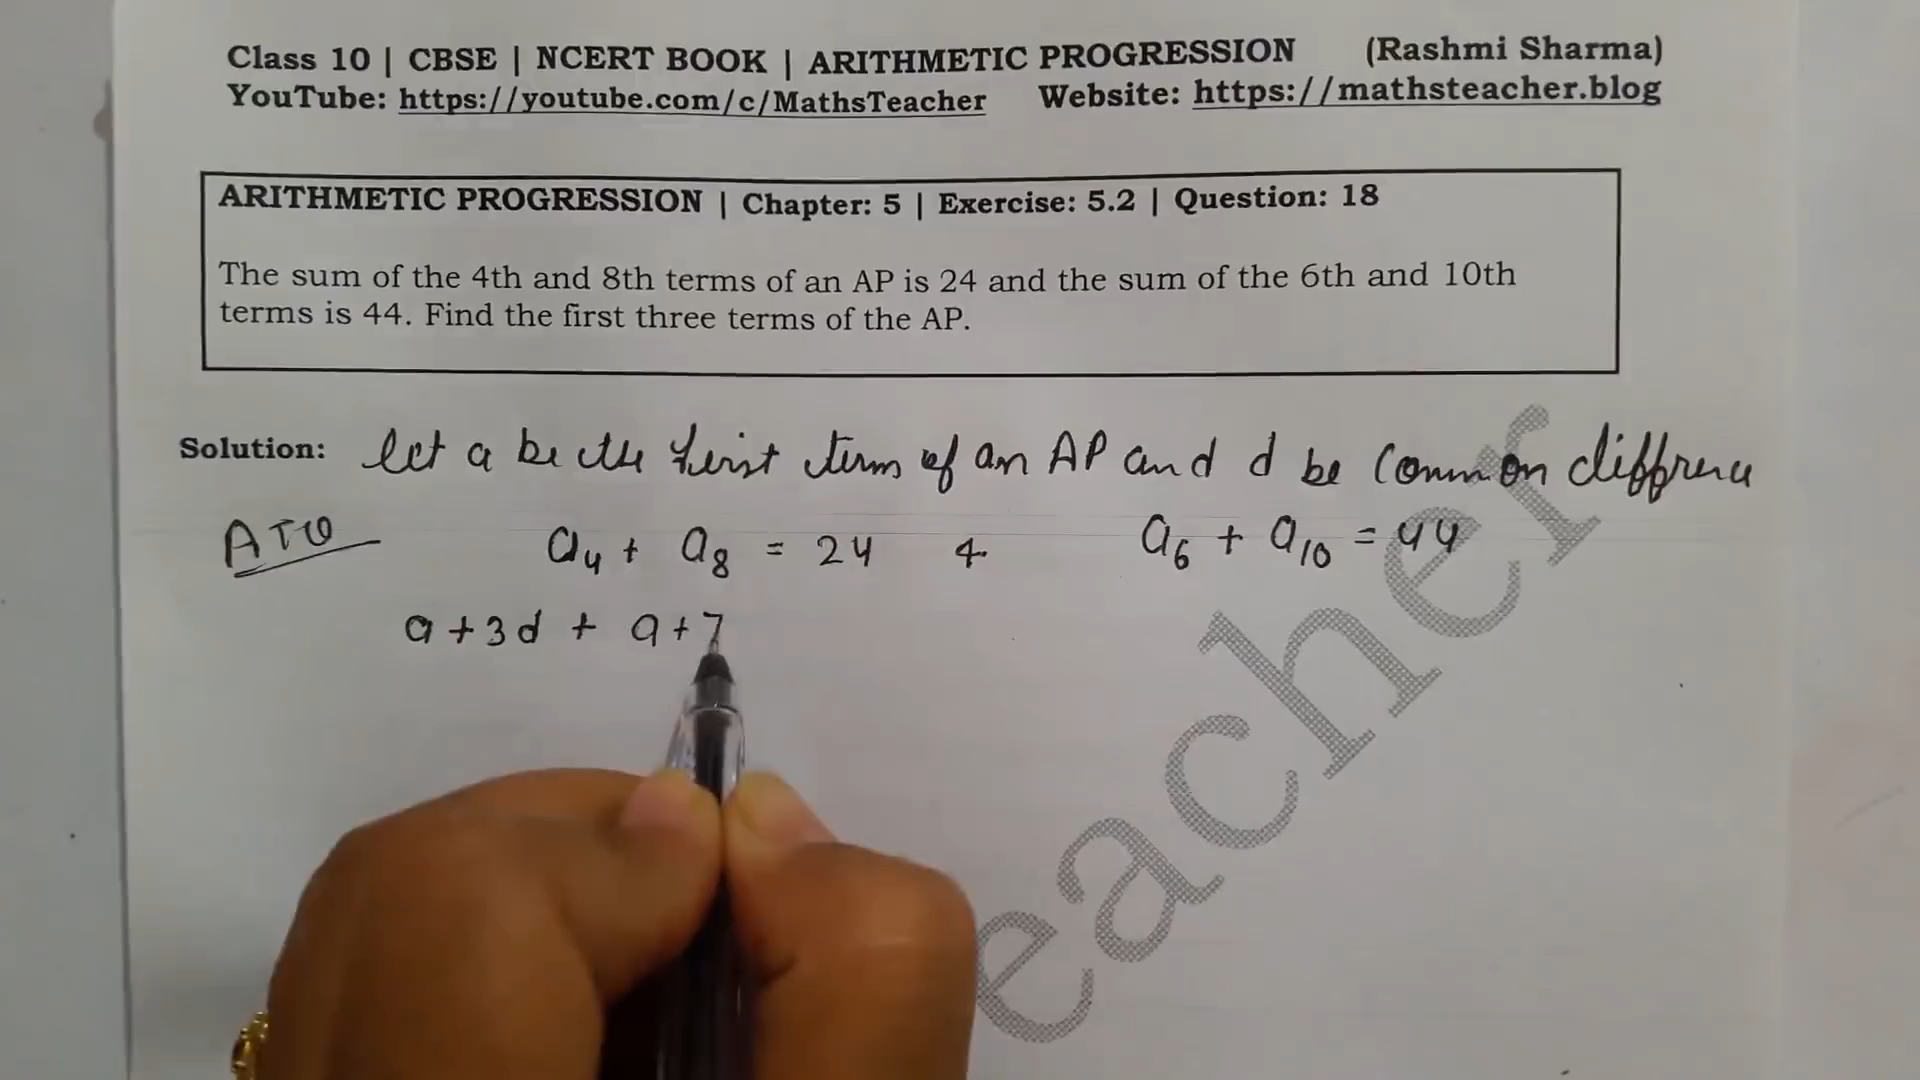 Class 10 | CBSE | NCERT BOOK | ARITHMETIC PROGRESSION (Rashmi Sharma)
YouTube: https://youtube.com/c/MathsTeacher Website: https://mathsteacher.blog
ARITHMETIC PROGRESSION | Chapter: 5 | Exercise: 5.2 | Question: 18
The sum of the 4th and 8th terms of an AP is 24 and the sum of the 6th and 10th
terms is 44. Find the first three terms of the AP.
Solution: let a be the first term of an AP and d be common difference
ATQ a₄ + a₈ = 24 & a₆ + a₁₀ = 44
a + 3d + a + 7
eacher